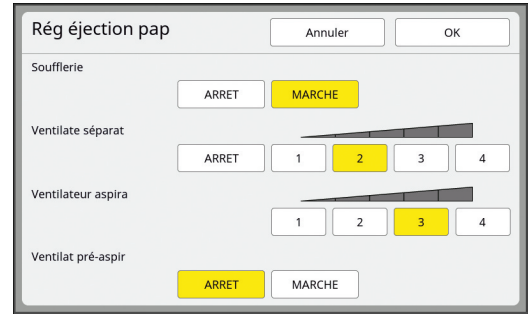 Rég éjection pap Annuler OK
Soufflerie
ARRET MARCHE
Ventilate séparat
ARRET 1 2 3 4
Ventilateur aspira
1 2 3 4
Ventilat pré-aspir
ARRET MARCHE